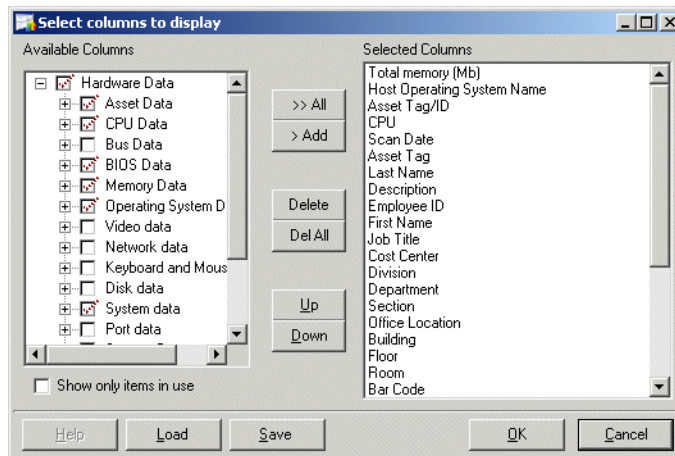 Select columns to display
Available Columns
Hardware Data
Asset Data
CPU Data
Bus Data
BIOS Data
Memory Data
Operating System D
Video data
Network data
Keyboard and Mous
Disk data
System data
Port data
Show only items in use
>> All
> Add
Delete
Del All
Up
Down
Selected Columns
Total memory (Mb)
Host Operating System Name
Asset Tag/ID
CPU
Scan Date
Asset Tag
Last Name
Description
Employee ID
First Name
Job Title
Cost Center
Division
Department
Section
Office Location
Building
Floor
Room
Bar Code
Help
Load
Save
OK
Cancel